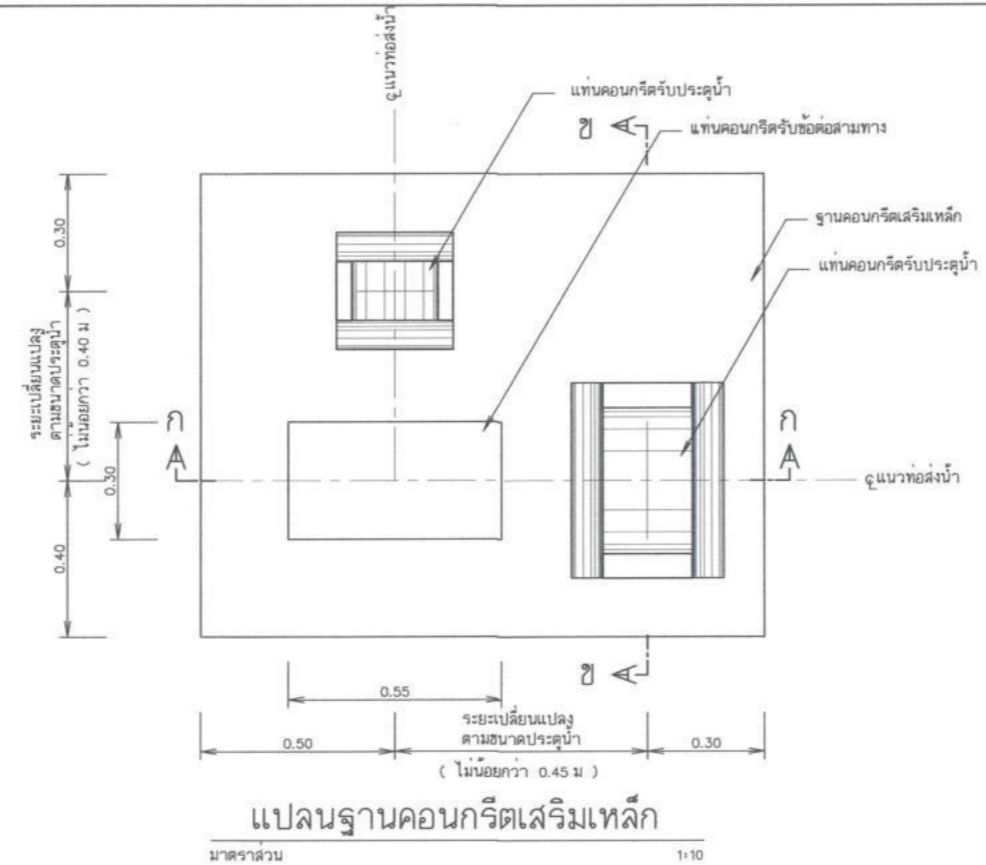 ℄แนวท่อส่งน้ำ
แท่นคอนกรีตรับประตูน้ำ
ข
แท่นคอนกรีตรับข้อต่อสามทาง
ฐานคอนกรีตเสริมเหล็ก
แท่นคอนกรีตรับประตูน้ำ
0.30
ระยะเปลี่ยนแปลง
ตามขนาดประตูน้ำ
( ไม่น้อยกว่า 0.40 ม )
ก
ก
0.30
℄แนวท่อส่งน้ำ
0.40
ข
0.55
0.50
ระยะเปลี่ยนแปลง
ตามขนาดประตูน้ำ
( ไม่น้อยกว่า 0.45 ม )
0.30
แปลนฐานคอนกรีตเสริมเหล็ก
มาตราส่วน 1:10